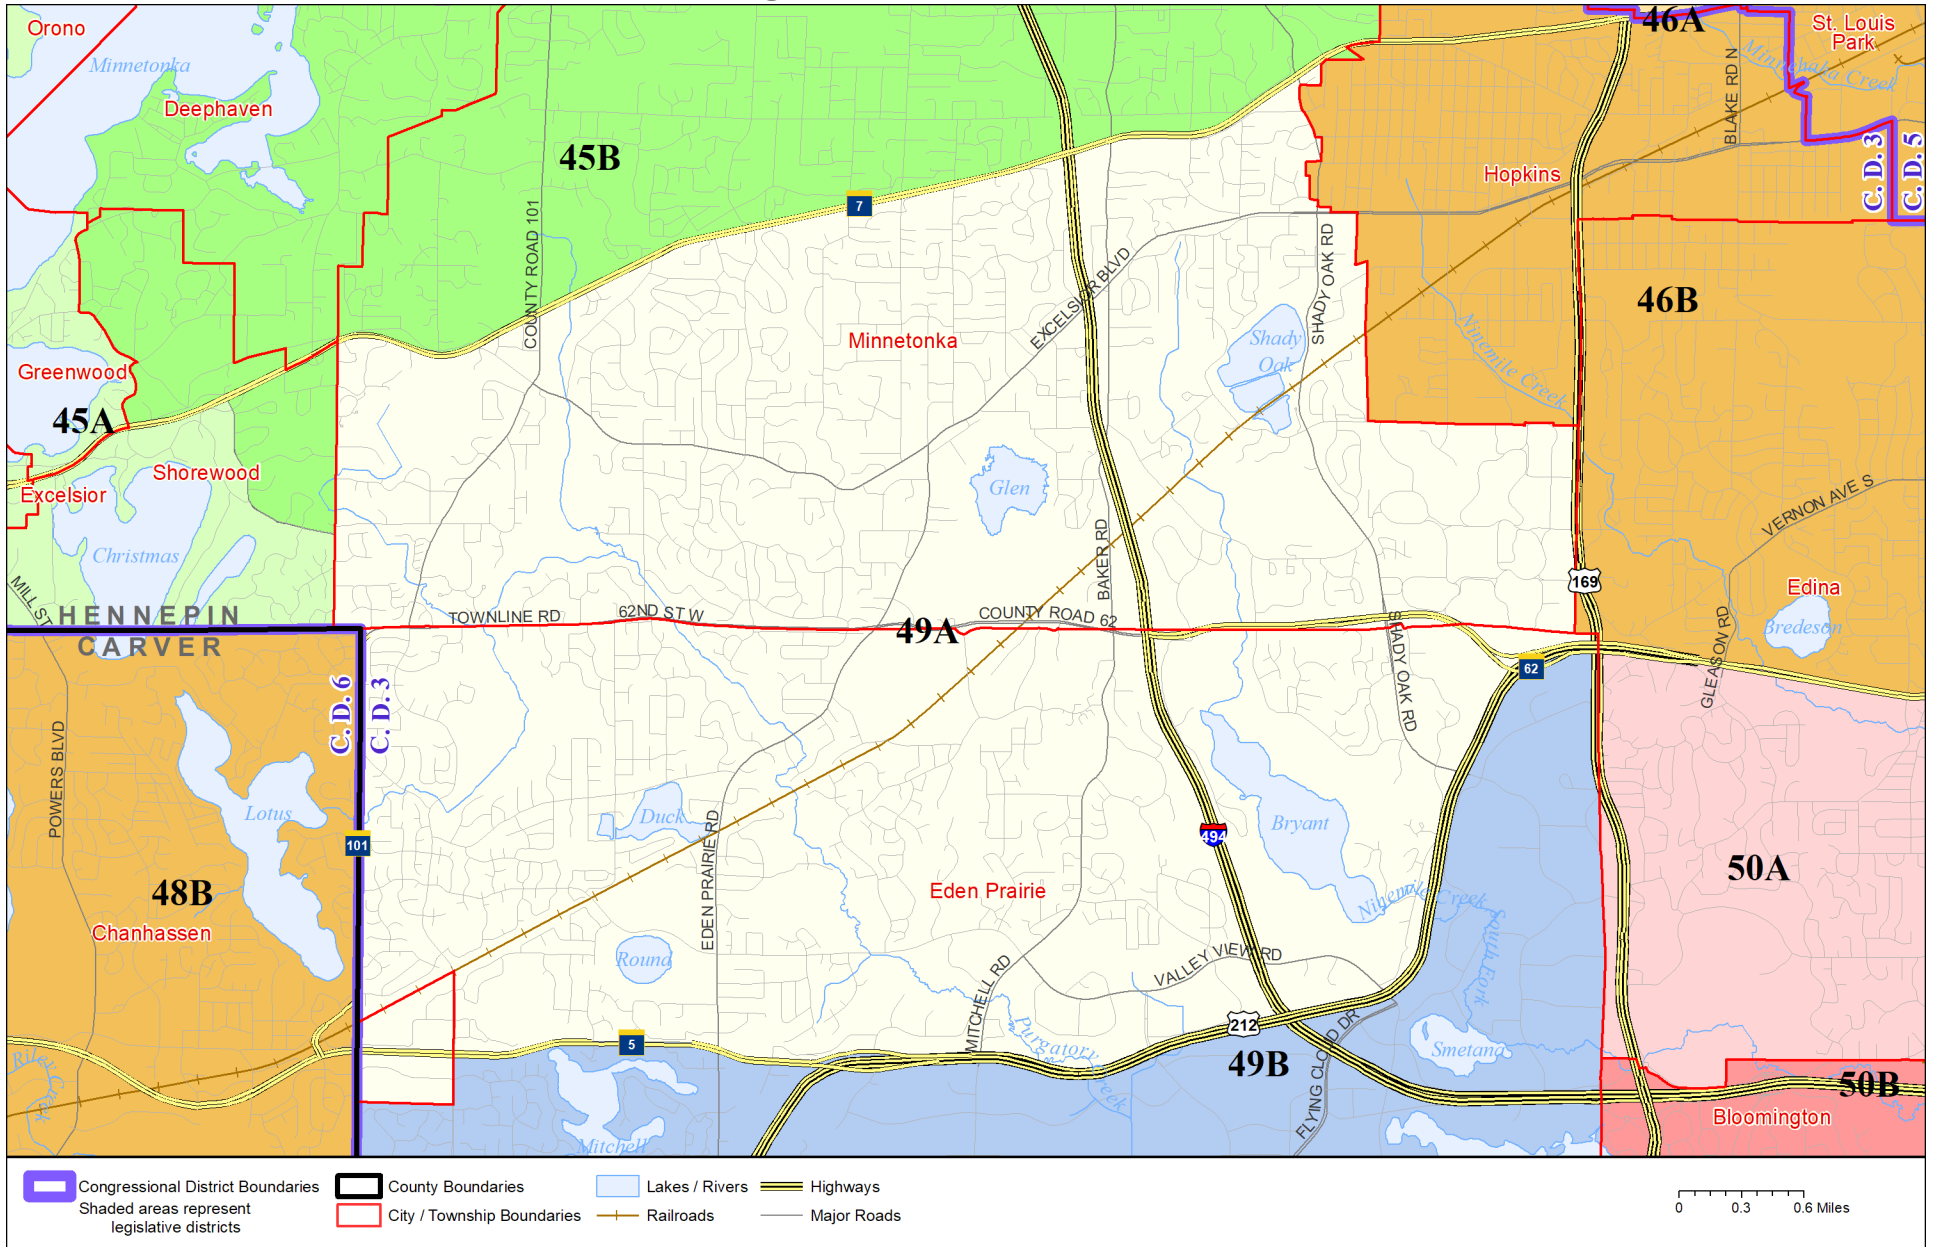 Orono
Minnetonka
Deephaven
45B
46A
St. Louis
Park
Minnehaha Creek
BLAKE RD N
C. D. 3
C. D. 5
Hopkins
7
COUNTY ROAD 101
EXCELSIOR BLVD
SHADY OAK RD
46B
Minnetonka
Shady
Oak
Ninemile Creek
Greenwood
45A
Shorewood
Excelsior
Christmas
Glen
VERNON AVE S
BAKER RD
169
Edina
Bredeson
MILL ST
HENNEPIN
CARVER
TOWNLINE RD
62ND ST W
COUNTY ROAD 62
49A
SHADY OAK RD
62
GLEASON RD
C. D. 6
C. D. 3
POWERS BLVD
Lotus
101
Duck
EDEN PRAIRIE RD
494
Bryant
50A
48B
Chanhassen
Eden Prairie
Ninemile Creek
South Fork
Round
VALLEY VIEW RD
MITCHELL RD
212
5
Purgatory Creek
49B
FLYING CLOUD DR
Smetana
Riley Creek
50B
Bloomington
Mitchell
Congressional District Boundaries
Shaded areas represent
legislative districts
County Boundaries
City / Township Boundaries
Lakes / Rivers
Railroads
Highways
Major Roads
0 0.3 0.6 Miles